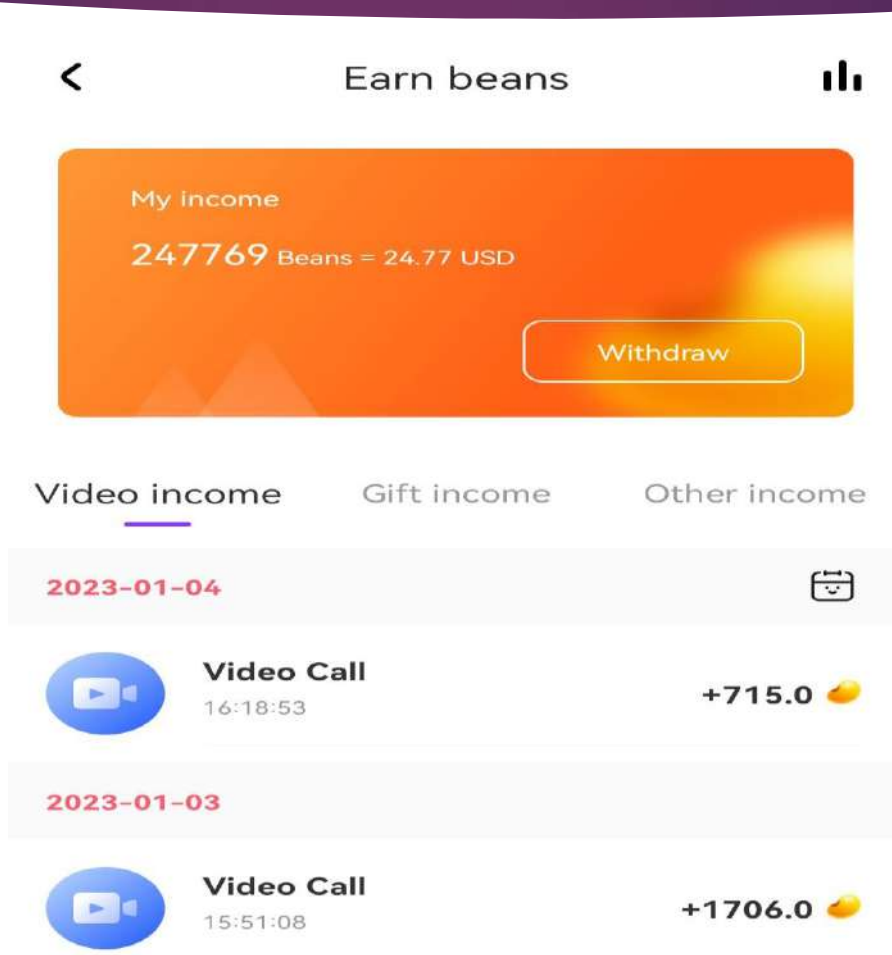 Earn beans
My income
247769 Beans = 24.77 USD
Withdraw
Video income Gift income Other income
2023-01-04
Video Call
16:18:53
+715.0
2023-01-03
Video Call
15:51:08
+1706.0